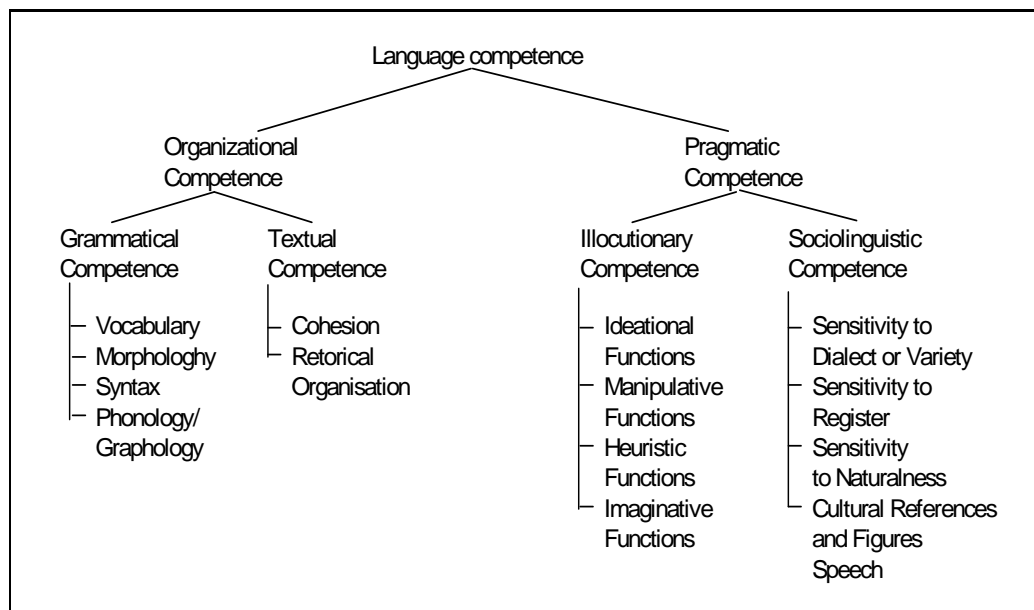 Language competence
Organizational
Competence
Pragmatic
Competence
Grammatical
Competence
Textual
Competence
Illocutionary
Competence
Sociolinguistic
Competence
Vocabulary
Morphologhy
Syntax
Phonology/
Graphology
Cohesion
Retorical
Organisation
Ideational
Functions
Manipulative
Functions
Heuristic
Functions
Imaginative
Functions
Sensitivity to
Dialect or Variety
Sensitivity to
Register
Sensitivity
to Naturalness
Cultural References
and Figures
Speech